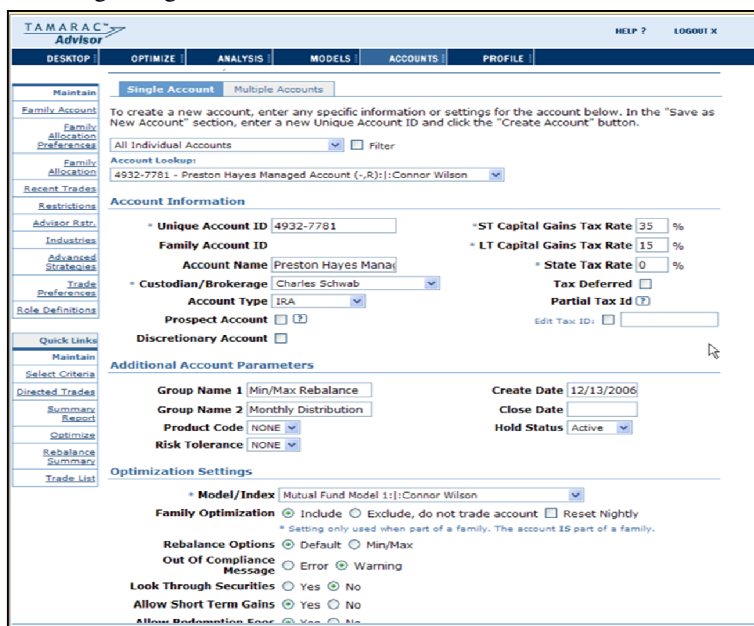 TAMARAC
Advisor
HELP ?
LOGOUT X
DESKTOP
OPTIMIZE
ANALYSIS
MODELS
ACCOUNTS
PROFILE
Maintain
Family Account
Family
Allocation
Preferences
Family
Allocation
Recent Trades
Restrictions
Advisor Rstr.
Industries
Advanced
Strategies
Trade
Preferences
Role Definitions
Quick Links
Maintain
Select Criteria
Directed Trades
Summary
Report
Optimize
Rebalance
Summary
Trade List
Single Account Multiple Accounts
To create a new account, enter any specific information or settings for the account below. In the "Save as
New Account" section, enter a new Unique Account ID and click the "Create Account" button.
All Individual Accounts Filter
Account Lookup:
4932-7781 - Preston Hayes Managed Account (-,R):|:Connor Wilson
Account Information
* Unique Account ID 4932-7781 *ST Capital Gains Tax Rate 35 %
Family Account ID * LT Capital Gains Tax Rate 15 %
Account Name Preston Hayes Manag * State Tax Rate 0 %
* Custodian/Brokerage Charles Schwab Tax Deferred
Account Type IRA Partial Tax Id ?
Prospect Account ? Edit Tax ID:
Discretionary Account
Additional Account Parameters
Group Name 1 Min/Max Rebalance Create Date 12/13/2006
Group Name 2 Monthly Distribution Close Date
Product Code NONE Hold Status Active
Risk Tolerance NONE
Optimization Settings
* Model/Index Mutual Fund Model 1:|:Connor Wilson
Family Optimization Include Exclude, do not trade account Reset Nightly
* Setting only used when part of a family. The account IS part of a family.
Rebalance Options Default Min/Max
Out Of Compliance
Message Error Warning
Look Through Securities Yes No
Allow Short Term Gains Yes No
Allow Redemption Fees Yes No